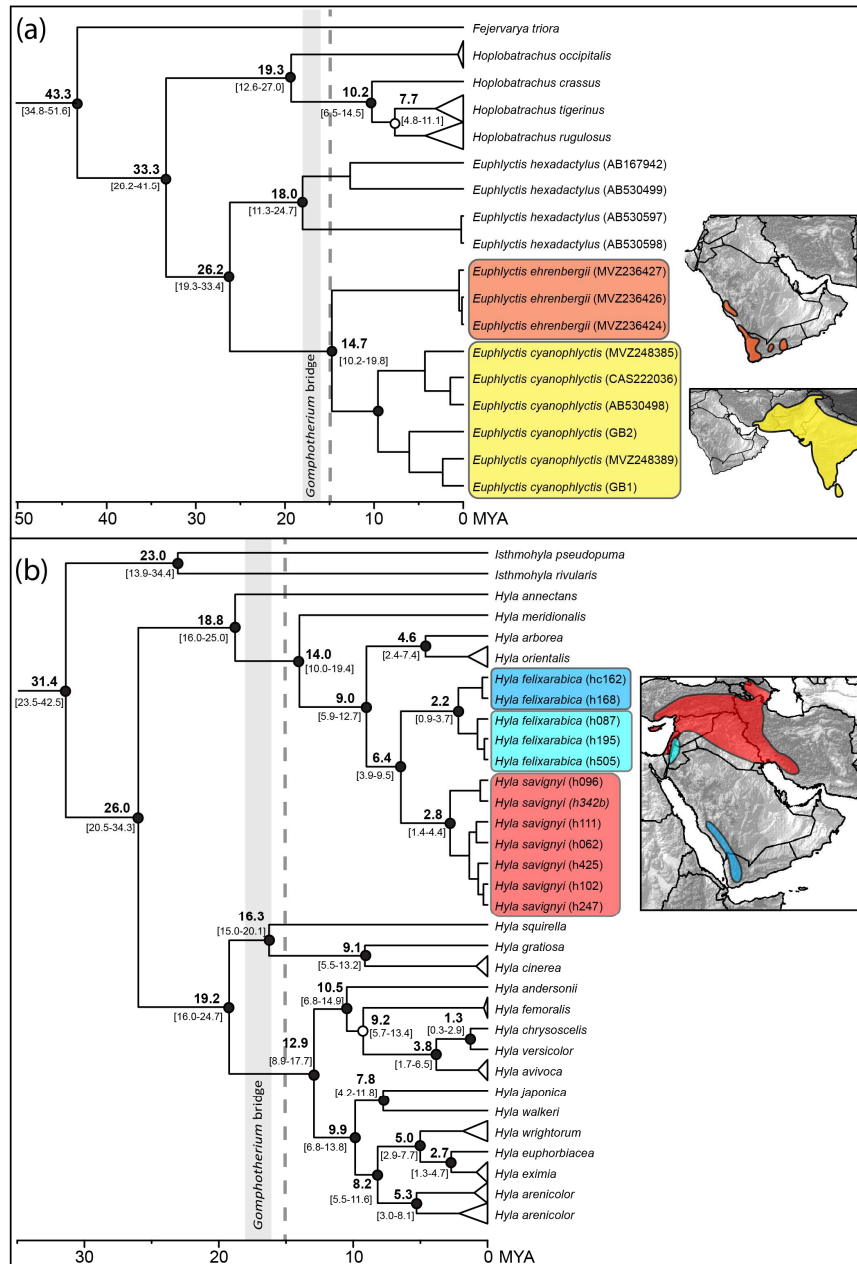 (a)
Fejervarya triora
Hoplobatrachus occipitalis
19.3
[12.6-27.0]
Hoplobatrachus crassus
43.3
[34.8-51.6]
10.2
[6.5-14.5]
7.7
[4.8-11.1]
Hoplobatrachus tigerinus
Hoplobatrachus rugulosus
33.3
[20.2-41.5]
Euphlyctis hexadactylus (AB167942)
18.0
[11.3-24.7]
Euphlyctis hexadactylus (AB530499)
Euphlyctis hexadactylus (AB530597)
Euphlyctis hexadactylus (AB530598)
26.2
[19.3-33.4]
Euphlyctis ehrenbergii (MVZ236427)
Euphlyctis ehrenbergii (MVZ236426)
Euphlyctis ehrenbergii (MVZ236424)
14.7
[10.2-19.8]
Euphlyctis cyanophlyctis (MVZ248385)
Euphlyctis cyanophlyctis (CAS222036)
Euphlyctis cyanophlyctis (AB530498)
Euphlyctis cyanophlyctis (GB2)
Euphlyctis cyanophlyctis (MVZ248389)
Euphlyctis cyanophlyctis (GB1)
Gomphotherium bridge
50 40 30 20 10 0 MYA
(b)
23.0
[13.9-34.4]
Isthmohyla pseudopuma
Isthmohyla rivularis
Hyla annectans
18.8
[16.0-25.0]
Hyla meridionalis
14.0
[10.0-19.4]
4.6
[2.4-7.4]
Hyla arborea
Hyla orientalis
31.4
[23.5-42.5]
9.0
[5.9-12.7]
2.2
[0.9-3.7]
Hyla felixarabica (hc162)
Hyla felixarabica (h168)
Hyla felixarabica (h087)
Hyla felixarabica (h195)
Hyla felixarabica (h505)
6.4
[3.9-9.5]
26.0
[20.5-34.3]
2.8
[1.4-4.4]
Hyla savignyi (h096)
Hyla savignyi (h342b)
Hyla savignyi (h111)
Hyla savignyi (h062)
Hyla savignyi (h425)
Hyla savignyi (h102)
Hyla savignyi (h247)
16.3
[15.0-20.1]
Hyla squirella
9.1
[5.5-13.2]
Hyla gratiosa
Hyla cinerea
19.2
[16.0-24.7]
10.5
[6.8-14.9]
Hyla andersonii
Hyla femoralis
9.2
[5.7-13.4]
1.3
[0.3-2.9]
Hyla chrysoscelis
Hyla versicolor
12.9
[8.9-17.7]
3.8
[1.7-6.5]
Hyla avivoca
7.8
[4.2-11.8]
Hyla japonica
Hyla walkeri
9.9
[6.8-13.8]
5.0
[2.9-7.7]
Hyla wrightorum
2.7
[1.3-4.7]
Hyla euphorbiacea
Hyla eximia
8.2
[5.5-11.6]
5.3
[3.0-8.1]
Hyla arenicolor
Hyla arenicolor
Gomphotherium bridge
30 20 10 0 MYA